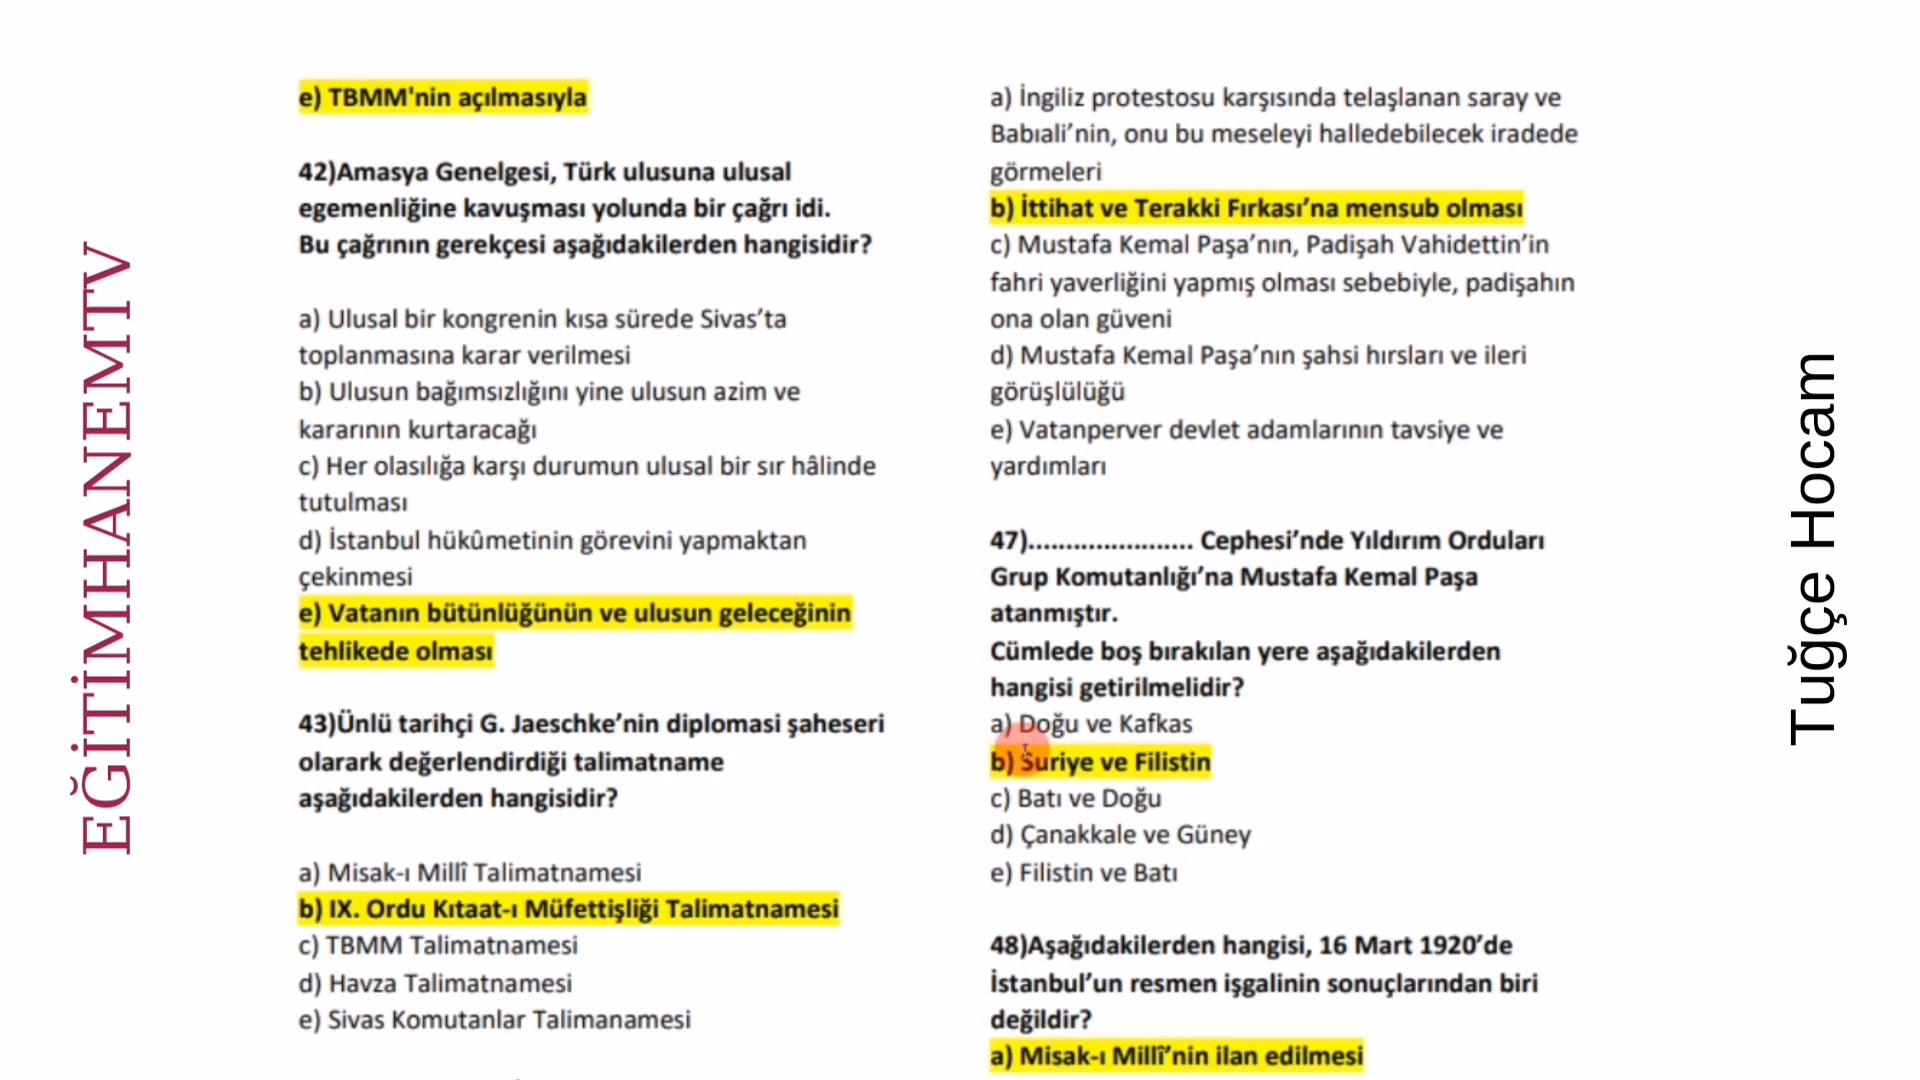 EĞİTİMHANEMTV
e) TBMM'nin açılmasıyla
42)Amasya Genelgesi, Türk ulusuna ulusal
egemenliğine kavuşması yolunda bir çağrı idi.
Bu çağrının gerekçesi aşağıdakilerden hangisidir?
a) Ulusal bir kongrenin kısa sürede Sivas’ta
toplanmasına karar verilmesi
b) Ulusun bağımsızlığını yine ulusun azim ve
kararının kurtaracağı
c) Her olasılığa karşı durumun ulusal bir sır hâlinde
tutulması
d) İstanbul hükûmetinin görevini yapmaktan
çekinmesi
e) Vatanın bütünlüğünün ve ulusun geleceğinin
tehlikede olması
43)Ünlü tarihçi G. Jaeschke’nin diplomasi şaheseri
olarark değerlendirdiği talimatname
aşağıdakilerden hangisidir?
a) Misak-ı Millî Talimatnamesi
b) IX. Ordu Kıtaat-ı Müfettişliği Talimatnamesi
c) TBMM Talimatnamesi
d) Havza Talimatnamesi
e) Sivas Komutanlar Talimanamesi
a) İngiliz protestosu karşısında telaşlanan saray ve
Babıali’nin, onu bu meseleyi halledebilecek iradede
görmeleri
b) İttihat ve Terakki Fırkası’na mensub olması
c) Mustafa Kemal Paşa’nın, Padişah Vahidettin’in
fahri yaverliğini yapmış olması sebebiyle, padişahın
ona olan güveni
d) Mustafa Kemal Paşa’nın şahsi hırsları ve ileri
görüşlülüğü
e) Vatanperver devlet adamlarının tavsiye ve
yardımları
47)...................... Cephesi’nde Yıldırım Orduları
Grup Komutanlığı’na Mustafa Kemal Paşa
atanmıştır.
Cümlede boş bırakılan yere aşağıdakilerden
hangisi getirilmelidir?
a) Doğu ve Kafkas
b) Suriye ve Filistin
c) Batı ve Doğu
d) Çanakkale ve Güney
e) Filistin ve Batı
48)Aşağıdakilerden hangisi, 16 Mart 1920’de
İstanbul’un resmen işgalinin sonuçlarından biri
değildir?
a) Misak-ı Millî’nin ilan edilmesi
Tuğçe Hocam